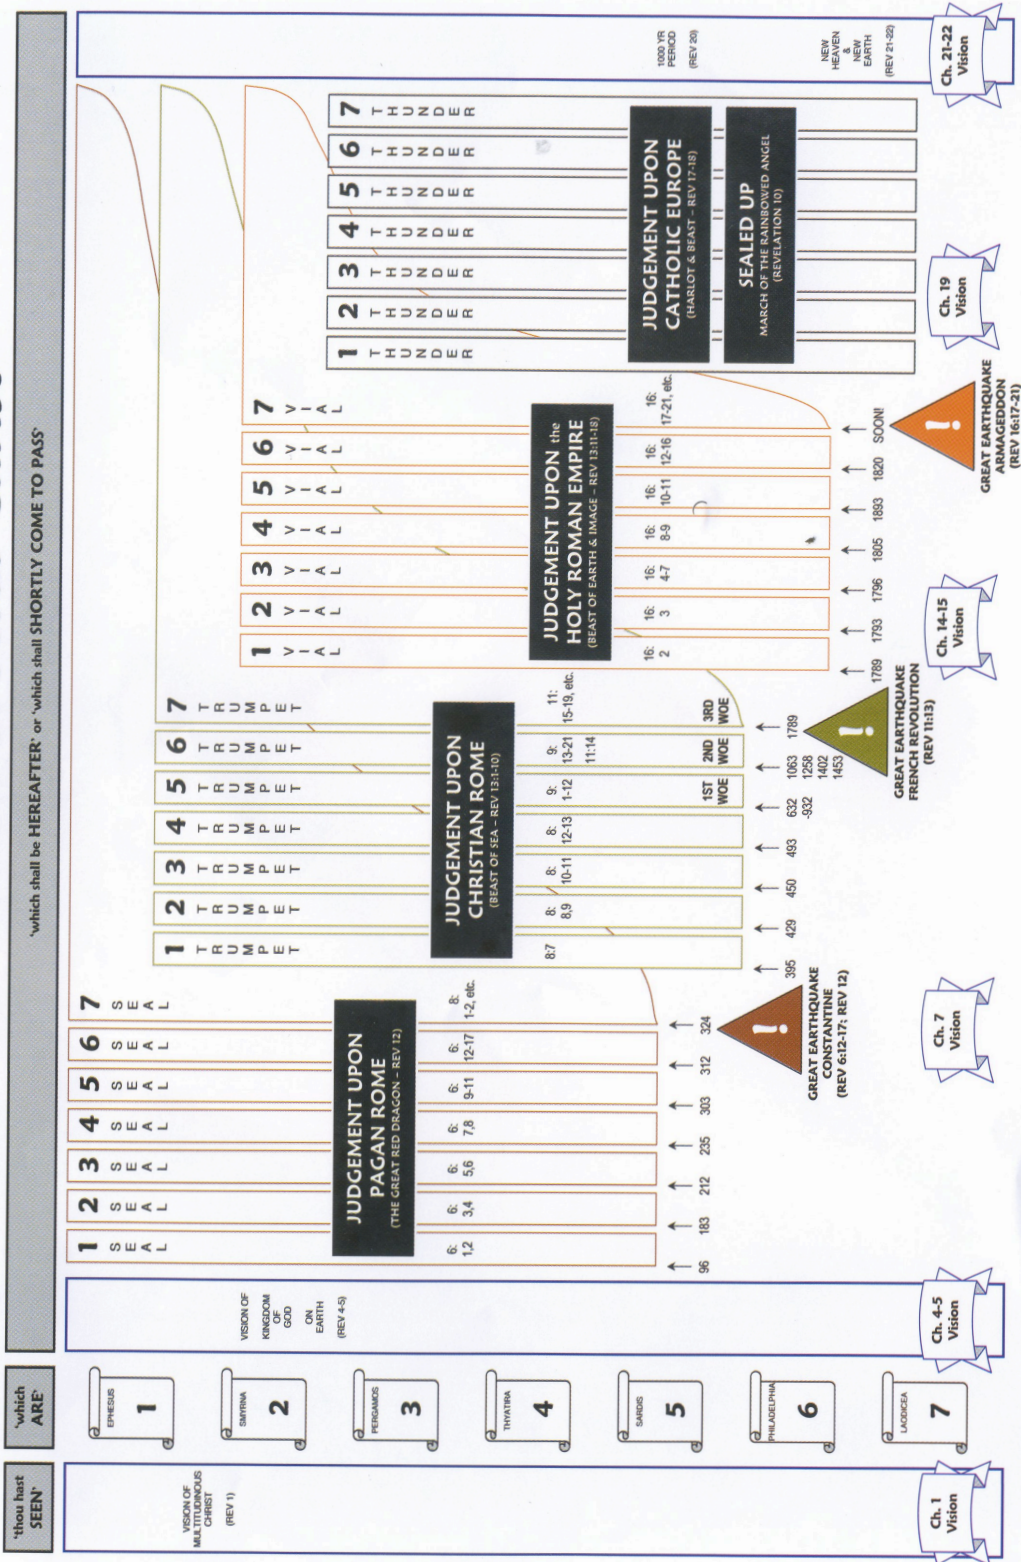 'thou hast
SEEN'
'which
ARE'
'which shall be HEREAFTER' or 'which shall SHORTLY COME TO PASS'
VISION OF
MULTITUDINOUS
CHRIST
(REV 1)
Ch. 1
Vision
EPHESUS
1
SMYRNA
2
PERGAMOS
3
THYATIRA
4
SARDIS
5
PHILADELPHIA
6
LAODICEA
7
VISION OF
KINGDOM
OF
GOD
ON
EARTH
(REV 4-5)
Ch. 4-5
Vision
1 SEAL
2 SEAL
3 SEAL
4 SEAL
5 SEAL
6 SEAL
7 SEAL
JUDGEMENT UPON
PAGAN ROME
(THE GREAT RED DRAGON – REV 12)
6:
1,2
6:
3,4
6:
5,6
6:
7,8
6:
9-11
6:
12-17
8:
1-2, etc.
96
183
212
235
303
312
324
GREAT EARTHQUAKE
CONSTANTINE
(REV 6:12-17: REV 12)
Ch. 7
Vision
1 TRUMPET
2 TRUMPET
3 TRUMPET
4 TRUMPET
5 TRUMPET
6 TRUMPET
7 TRUMPET
JUDGEMENT UPON
CHRISTIAN ROME
(BEAST OF SEA – REV 13:1-10)
8:7
8:
8,9
8:
10-11
8:
12-13
9:
1-12
9:
13-21
11:14
11:
15-19, etc.
1ST
WOE
2ND
WOE
3RD
WOE
395
429
450
493
632
-932
1063
1258
1402
1453
1789
GREAT EARTHQUAKE
FRENCH REVOLUTION
(REV 11:13)
Ch. 14-15
Vision
1 VIAL
2 VIAL
3 VIAL
4 VIAL
5 VIAL
6 VIAL
7 VIAL
JUDGEMENT UPON the
HOLY ROMAN EMPIRE
(BEAST OF EARTH & IMAGE – REV 13:11-18)
16:
2
16:
3
16:
4-7
16:
8-9
16:
10-11
16:
12-16
16:
17-21, etc.
1789
1793
1796
1805
1893
1820
SOON!
GREAT EARTHQUAKE
ARMAGEDDON
(REV 16:17-21)
Ch. 19
Vision
1 THUNDER
2 THUNDER
3 THUNDER
4 THUNDER
5 THUNDER
6 THUNDER
7 THUNDER
JUDGEMENT UPON
CATHOLIC EUROPE
(HARLOT & BEAST – REV 17-18)
SEALED UP
MARCH OF THE RAINBOWED ANGEL
(REVELATION 10)
1000 YR
PERIOD
(REV 20)
NEW
HEAVEN
&
NEW
EARTH
(REV 21-22)
Ch. 21-22
Vision